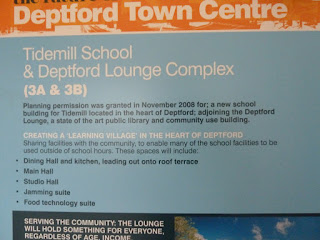 Deptford Town Centre
Tidemill School
& Deptford Lounge Complex
(3A & 3B)
Planning permission was granted in November 2008 for; a new school
building for Tidemill located in the heart of Deptford; adjoining the Deptford
Lounge, a state of the art public library and community use building.
CREATING A 'LEARNING VILLAGE' IN THE HEART OF DEPTFORD
Sharing facilities with the community, to enable many of the school facilities to be
used outside of school hours. These spaces will include:
• Dining Hall and kitchen, leading out onto roof terrace
• Main Hall
• Studio Hall
• Jamming suite
• Food technology suite
SERVING THE COMMUNITY: THE LOUNGE
WILL HOLD SOMETHING FOR EVERYONE,
REGARDLESS OF AGE, INCOME,